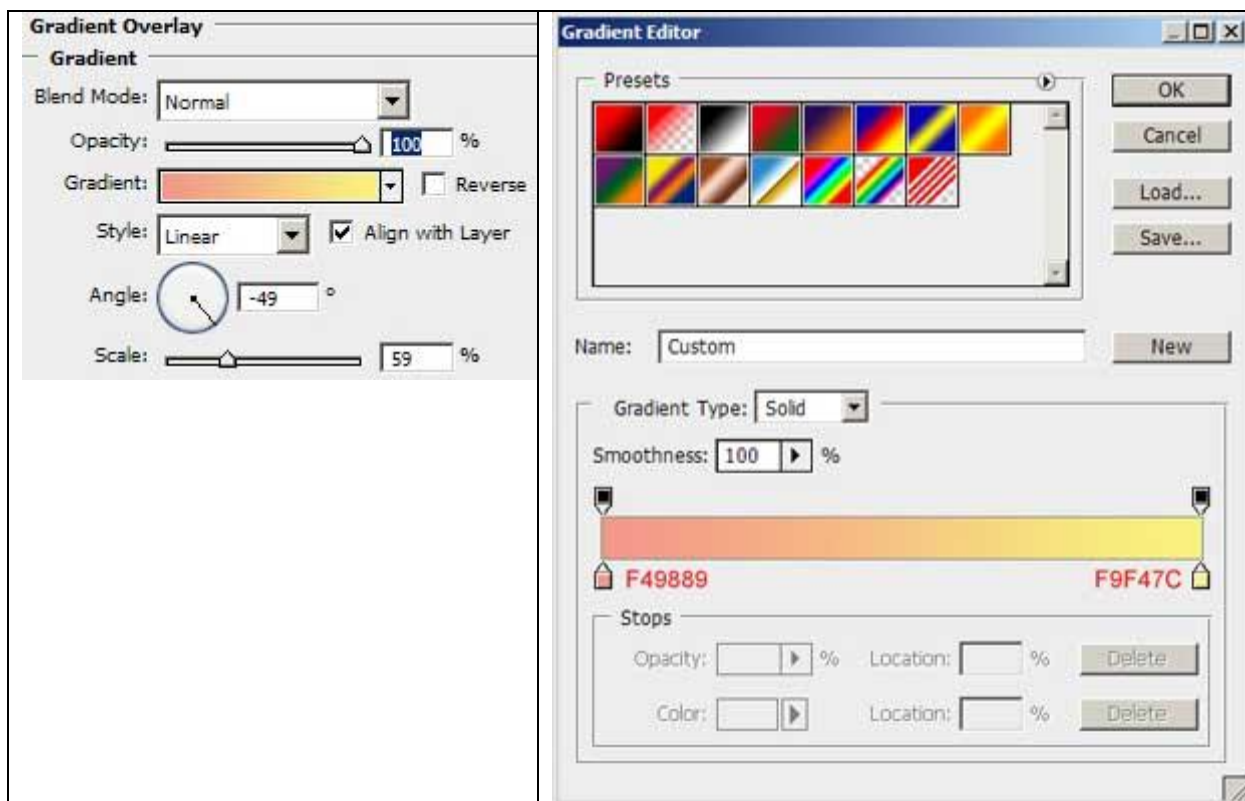 Gradient Overlay
Gradient
Blend Mode: Normal
Opacity: 100 %
Gradient: Reverse
Style: Linear Align with Layer
Angle: -49 °
Scale: 59 %
Gradient Editor
Presets
OK
Cancel
Load...
Save...
Name: Custom New
Gradient Type: Solid
Smoothness: 100 %
F49889 F9F47C
Stops
Opacity: % Location: % Delete
Color: Location: % Delete